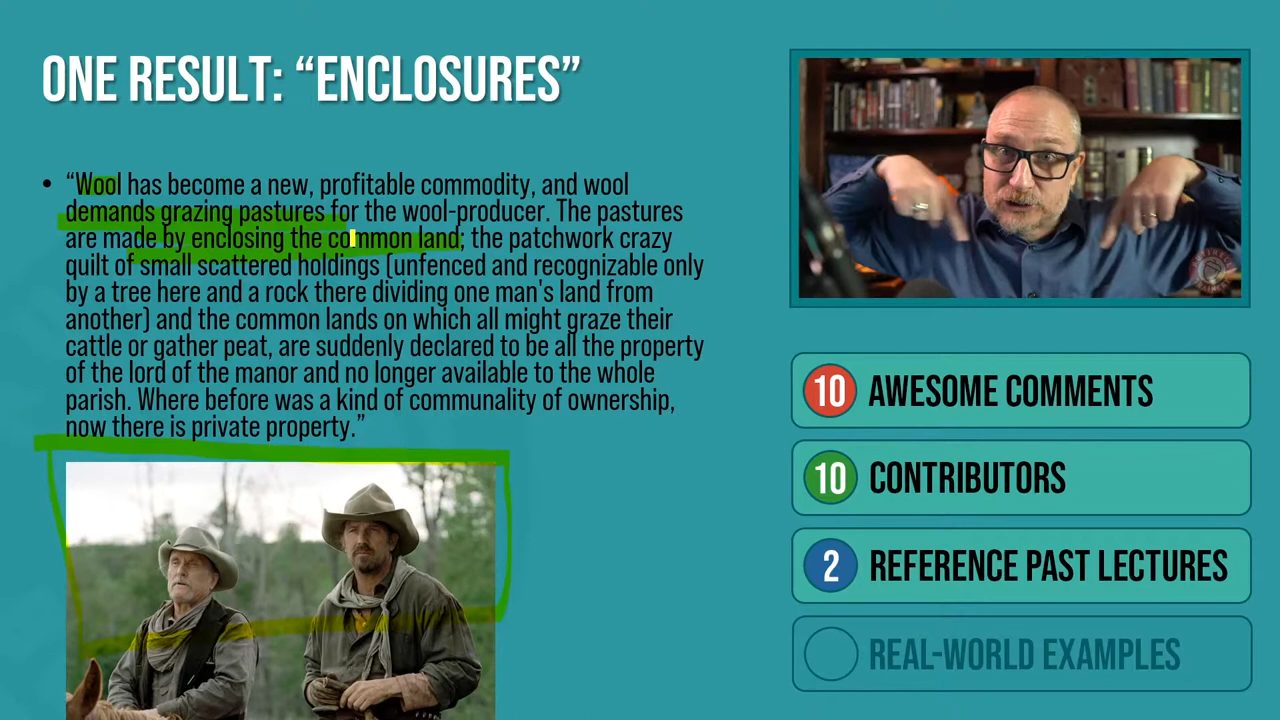 ONE RESULT: “ENCLOSURES”
• “Wool has become a new, profitable commodity, and wool
demands grazing pastures for the wool-producer. The pastures
are made by enclosing the common land; the patchwork crazy
quilt of small scattered holdings (unfenced and recognizable only
by a tree here and a rock there dividing one man's land from
another) and the common lands on which all might graze their
cattle or gather peat, are suddenly declared to be all the property
of the lord of the manor and no longer available to the whole
parish. Where before was a kind of communality of ownership,
now there is private property.”
10 AWESOME COMMENTS
10 CONTRIBUTORS
2 REFERENCE PAST LECTURES
REAL-WORLD EXAMPLES